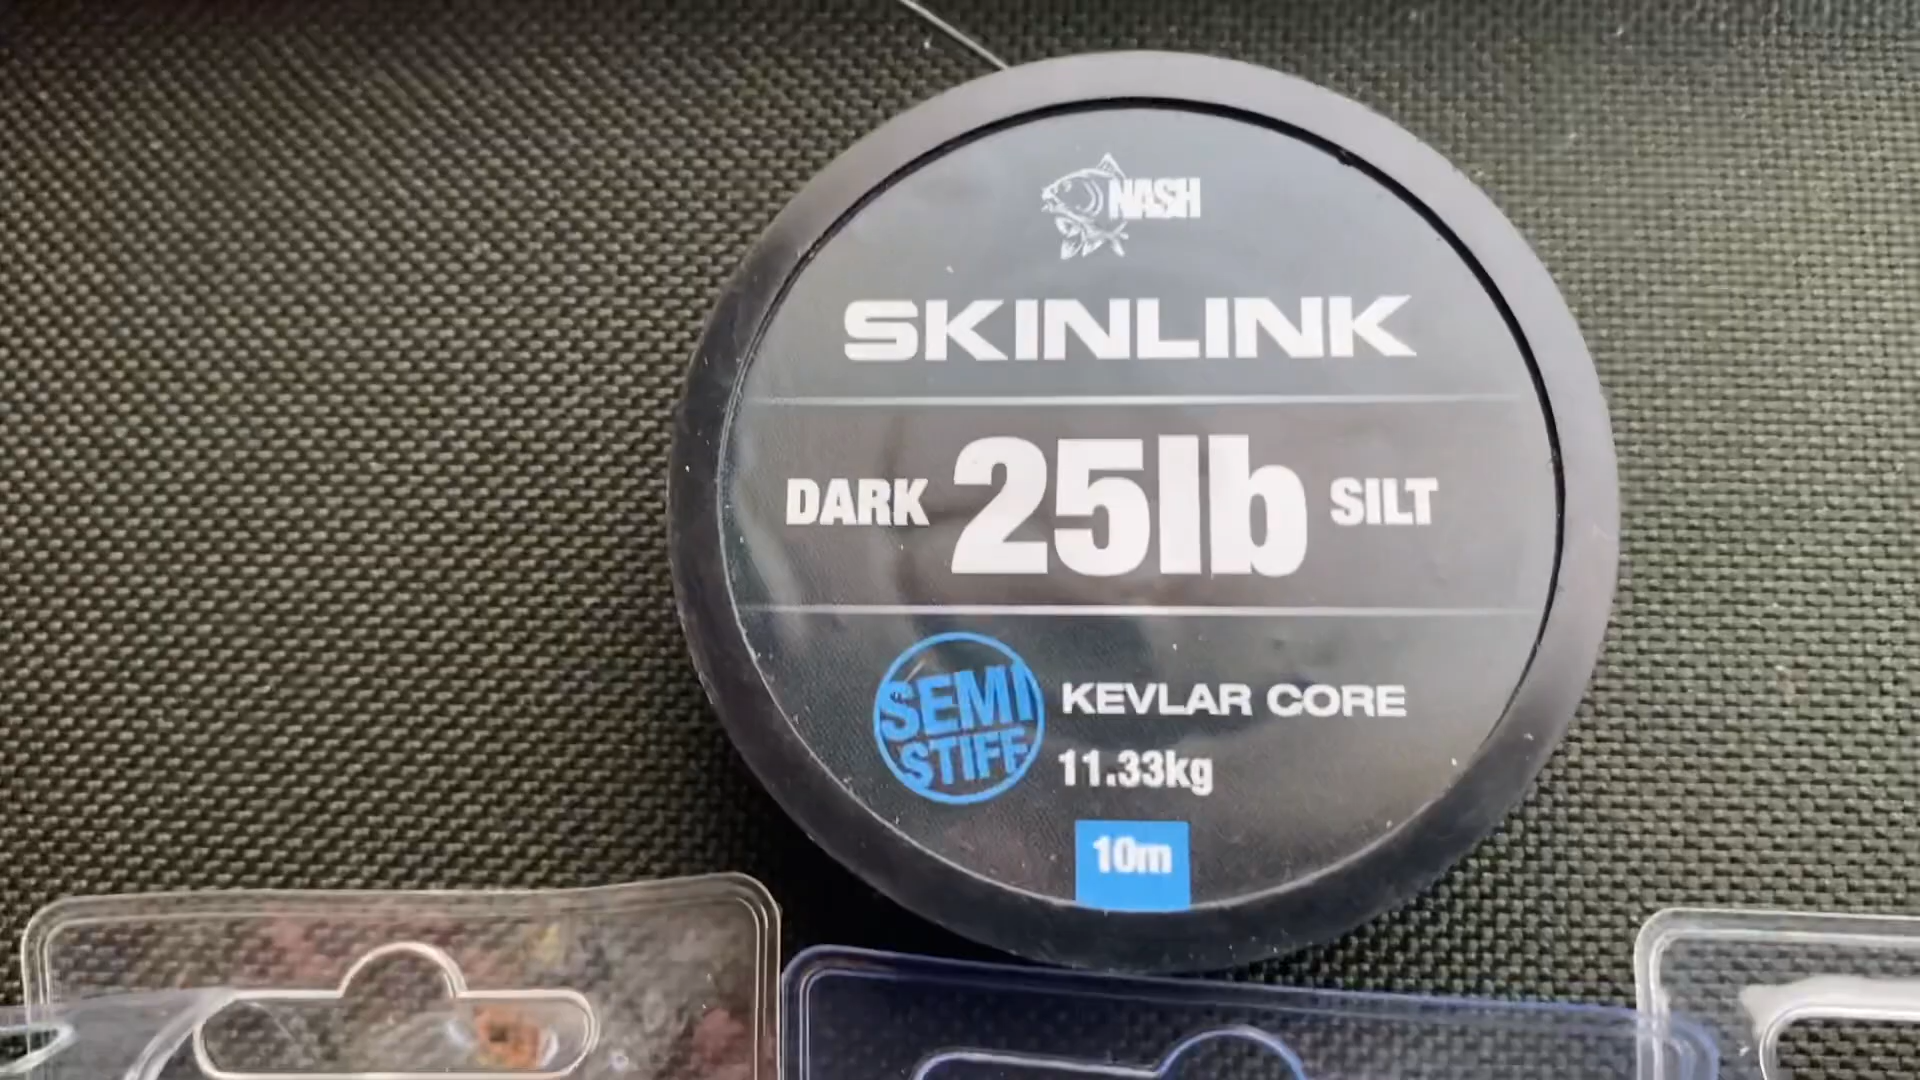 NASH
SKINLINK
DARK 25lb SILT
SEMI
STIFF
KEVLAR CORE
11.33kg
10m